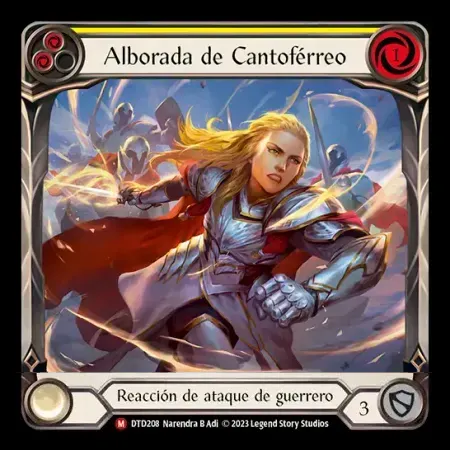 Alborada de Cantoférreo
1
Reacción de ataque de guerrero
3
M DTD208 Narendra B Adi © 2023 Legend Story Studios